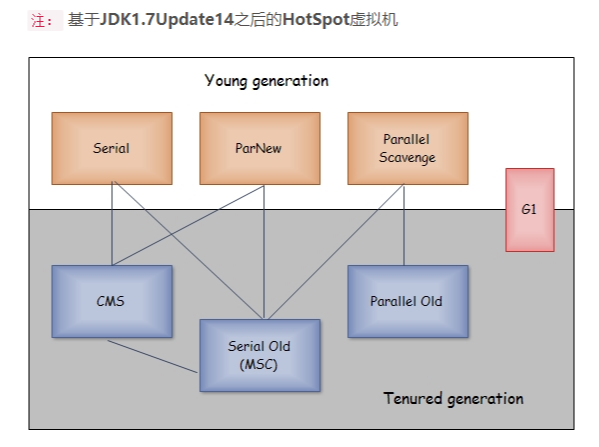 注： 基于JDK1.7Update14之后的HotSpot虚拟机
Young generation
Serial
ParNew
Parallel
Scavenge
G1
CMS
Serial Old
(MSC)
Parallel Old
Tenured generation